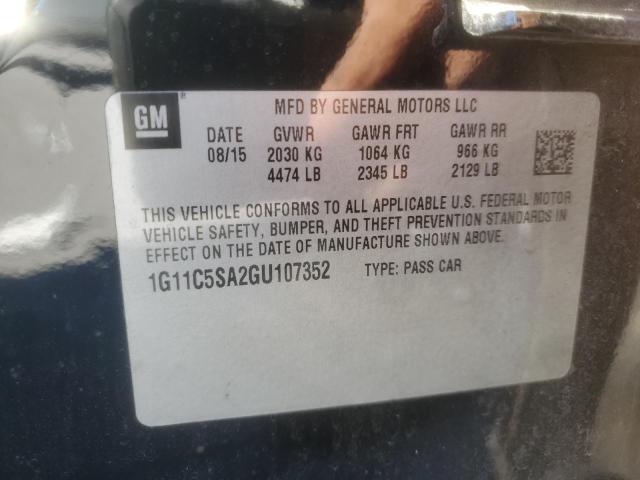 GM
®
MFD BY GENERAL MOTORS LLC
DATE GVWR GAWR FRT GAWR RR
08/15 2030 KG 1064 KG 966 KG
4474 LB 2345 LB 2129 LB
THIS VEHICLE CONFORMS TO ALL APPLICABLE U.S. FEDERAL MOTOR
VEHICLE SAFETY, BUMPER, AND THEFT PREVENTION STANDARDS IN
EFFECT ON THE DATE OF MANUFACTURE SHOWN ABOVE.
1G11C5SA2GU107352 TYPE: PASS CAR